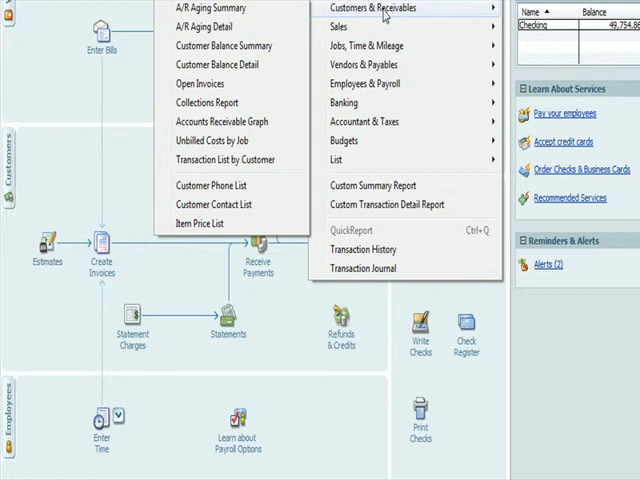 A/R Aging Summary
A/R Aging Detail
Customer Balance Summary
Customer Balance Detail
Open Invoices
Collections Report
Accounts Receivable Graph
Unbilled Costs by Job
Transaction List by Customer
Customer Phone List
Customer Contact List
Item Price List
Customers & Receivables
Sales
Jobs, Time & Mileage
Vendors & Payables
Employees & Payroll
Banking
Accountant & Taxes
Budgets
List
Custom Summary Report
Custom Transaction Detail Report
QuickReport Ctrl+Q
Transaction History
Transaction Journal
Name Balance
Checking 49,754.86
Learn About Services
Pay your employees
Accept credit cards
Order Checks & Business Cards
Recommended Services
Reminders & Alerts
Alerts (2)
Enter Bills
Customers
Estimates
Create
Invoices
Receive
Payments
Statement
Charges
Statements
Refunds
& Credits
Write
Checks
Check
Register
Employees
Enter
Time
Learn about
Payroll Options
Print
Checks